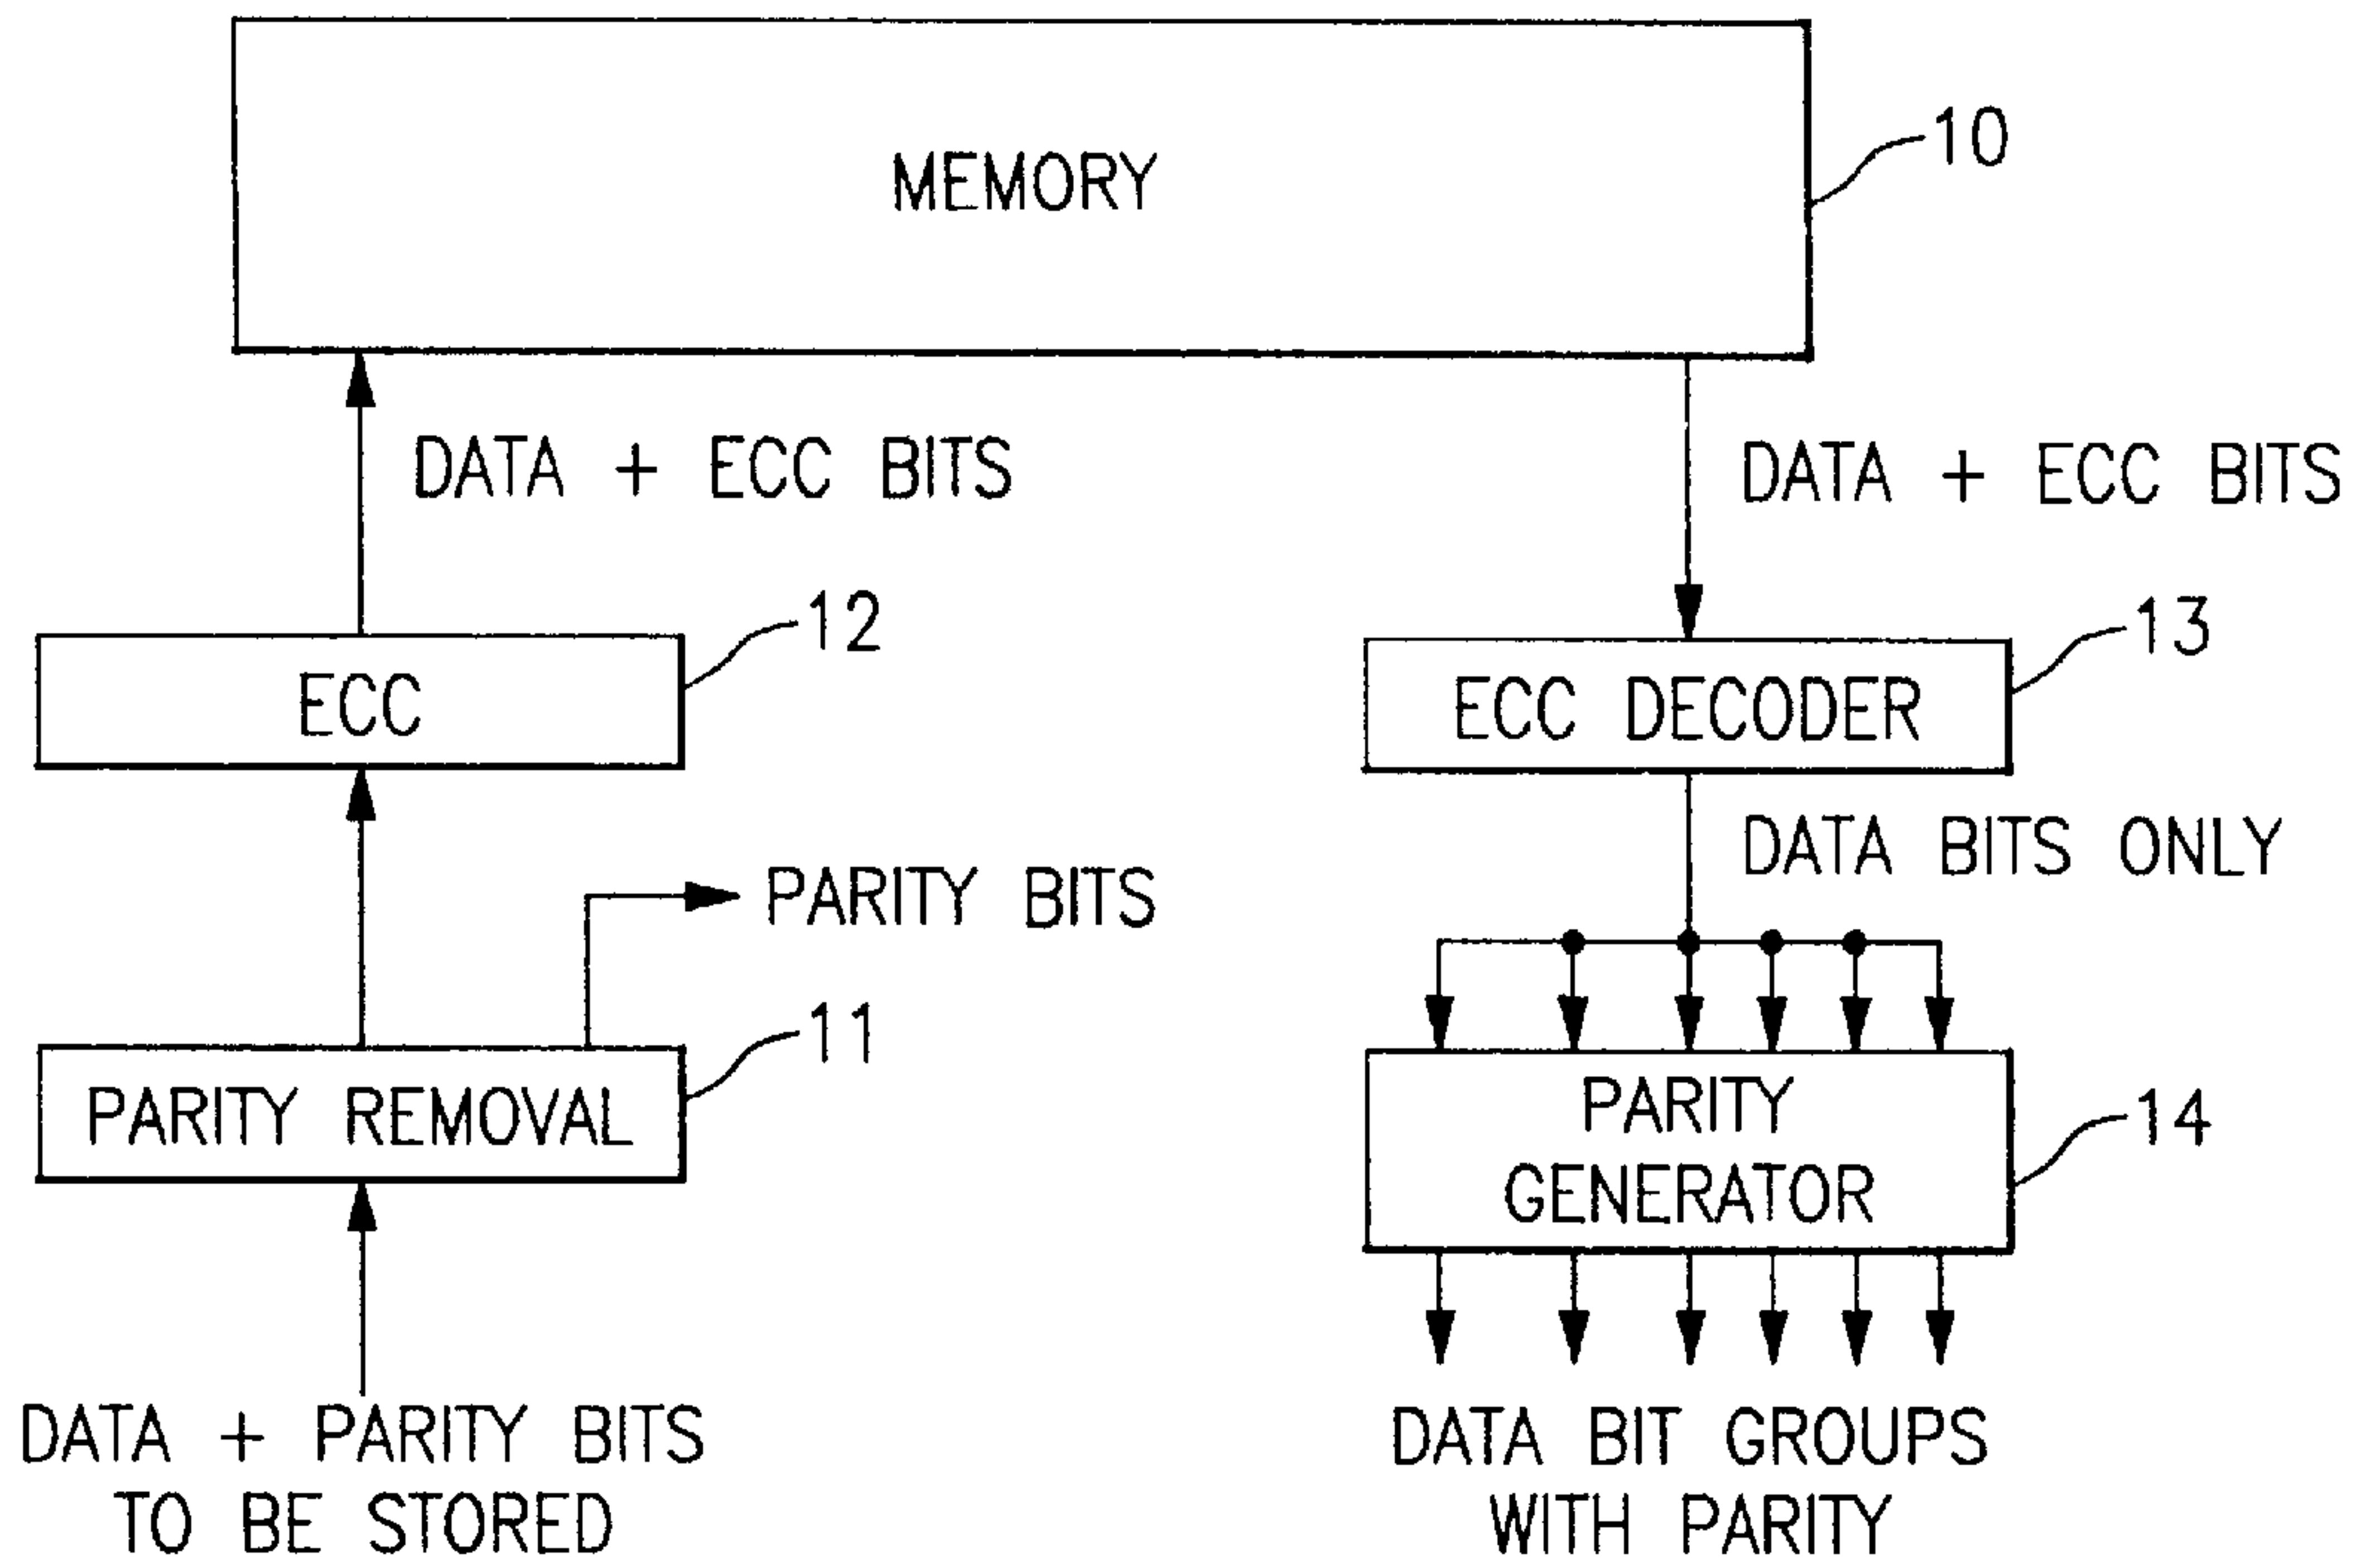 MEMORY
10
DATA + ECC BITS
DATA + ECC BITS
12
13
ECC
ECC DECODER
DATA BITS ONLY
PARITY BITS
11
PARITY REMOVAL
PARITY
GENERATOR
14
DATA + PARITY BITS
TO BE STORED
DATA BIT GROUPS
WITH PARITY